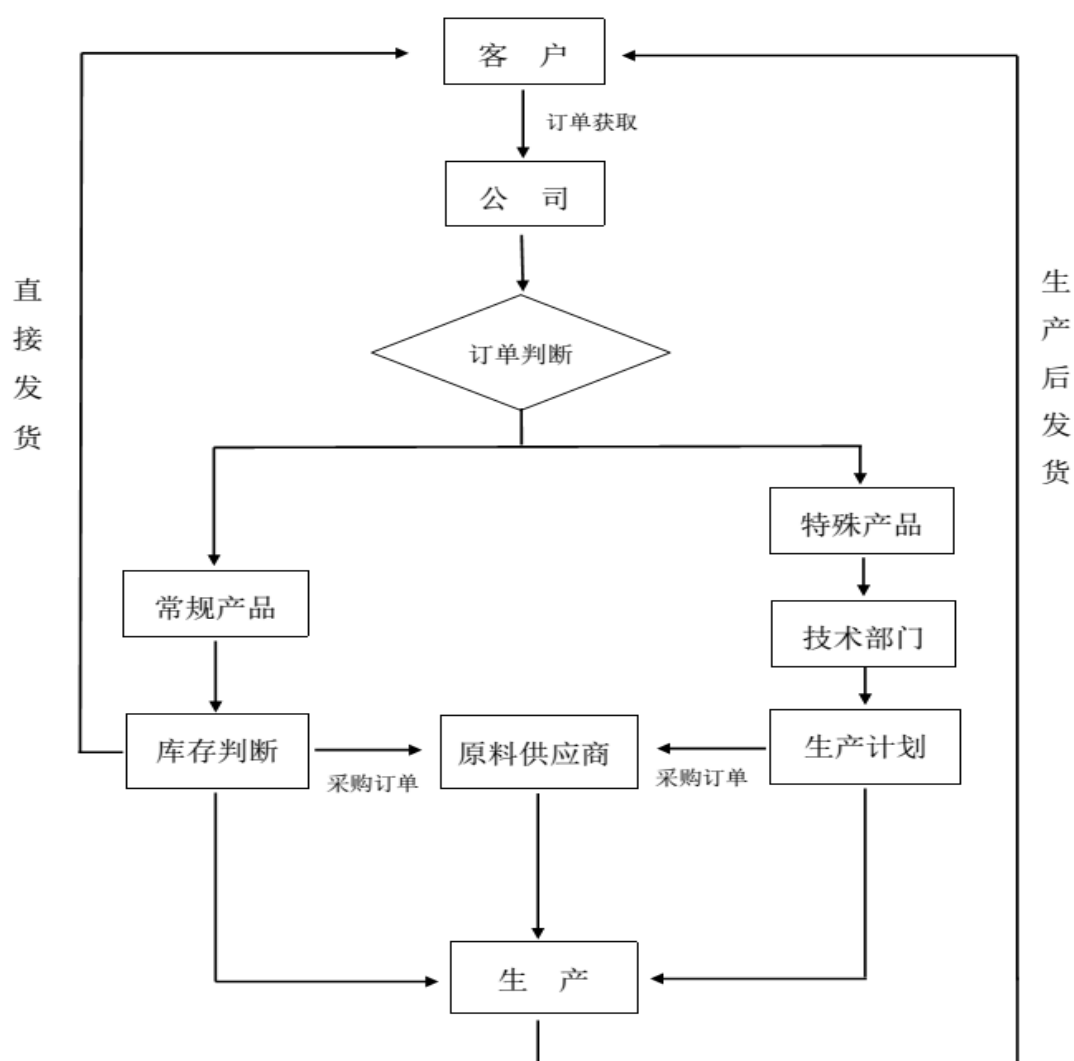 客 户
订单获取
公 司
直接发货
生产后发货
订单判断
特殊产品
常规产品
技术部门
库存判断
原料供应商
生产计划
采购订单
采购订单
生 产